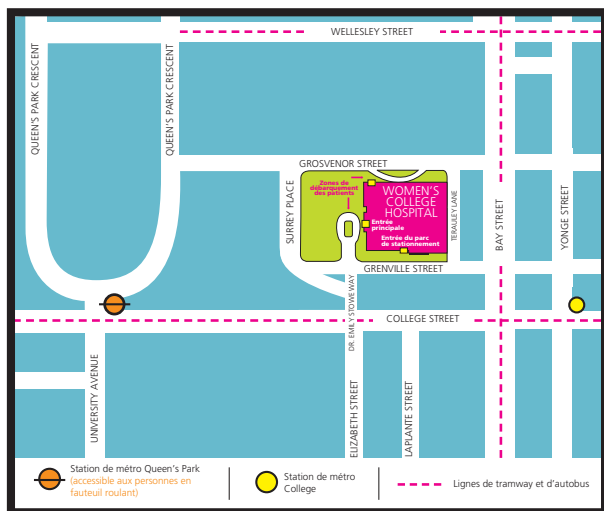 WELLESLEY STREET
QUEEN'S PARK CRESCENT
QUEEN'S PARK CRESCENT
GROSVENOR STREET
Zones de
débarquement
des patients
WOMEN'S
COLLEGE
HOSPITAL
SURREY PLACE
TERAULEY LANE
BAY STREET
YONGE STREET
Entrée
principale
Entrée du parc
de stationnement
GRENVILLE STREET
DR. EMILY STOWE WAY
COLLEGE STREET
UNIVERSITY AVENUE
ELIZABETH STREET
LAPLANTE STREET
Station de métro Queen's Park
(accessible aux personnes en
fauteuil roulant)
Station de métro
College
Lignes de tramway et d'autobus